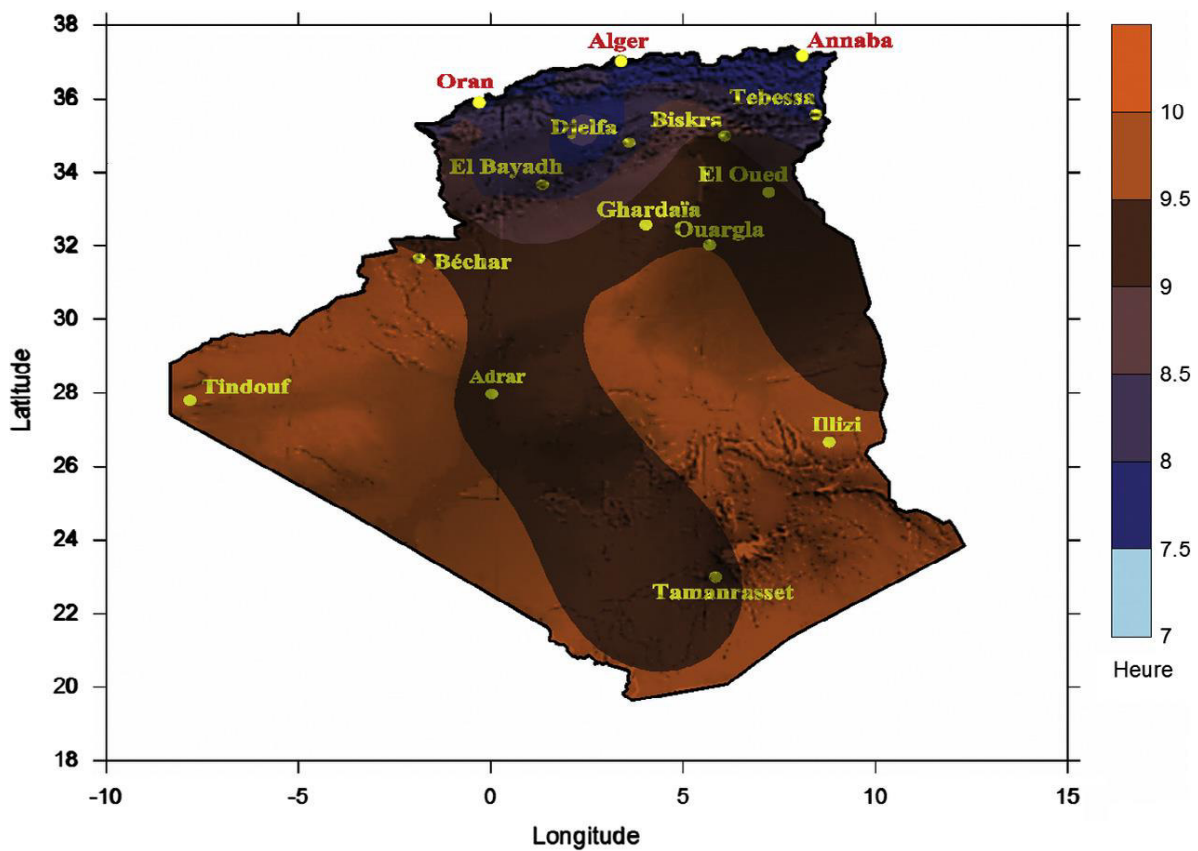 38
36
34
32
30
28
26
24
22
20
18
Latitude
-10
-5
0
5
10
15
Longitude
Alger
Annaba
Oran
Tebessa
Biskra
Djelfa
El Bayadh
El Oued
Ghardaïa
Ouargla
Béchar
Adrar
Tindouf
Illizi
Tamanrasset
10
9.5
9
8.5
8
7.5
7
Heure